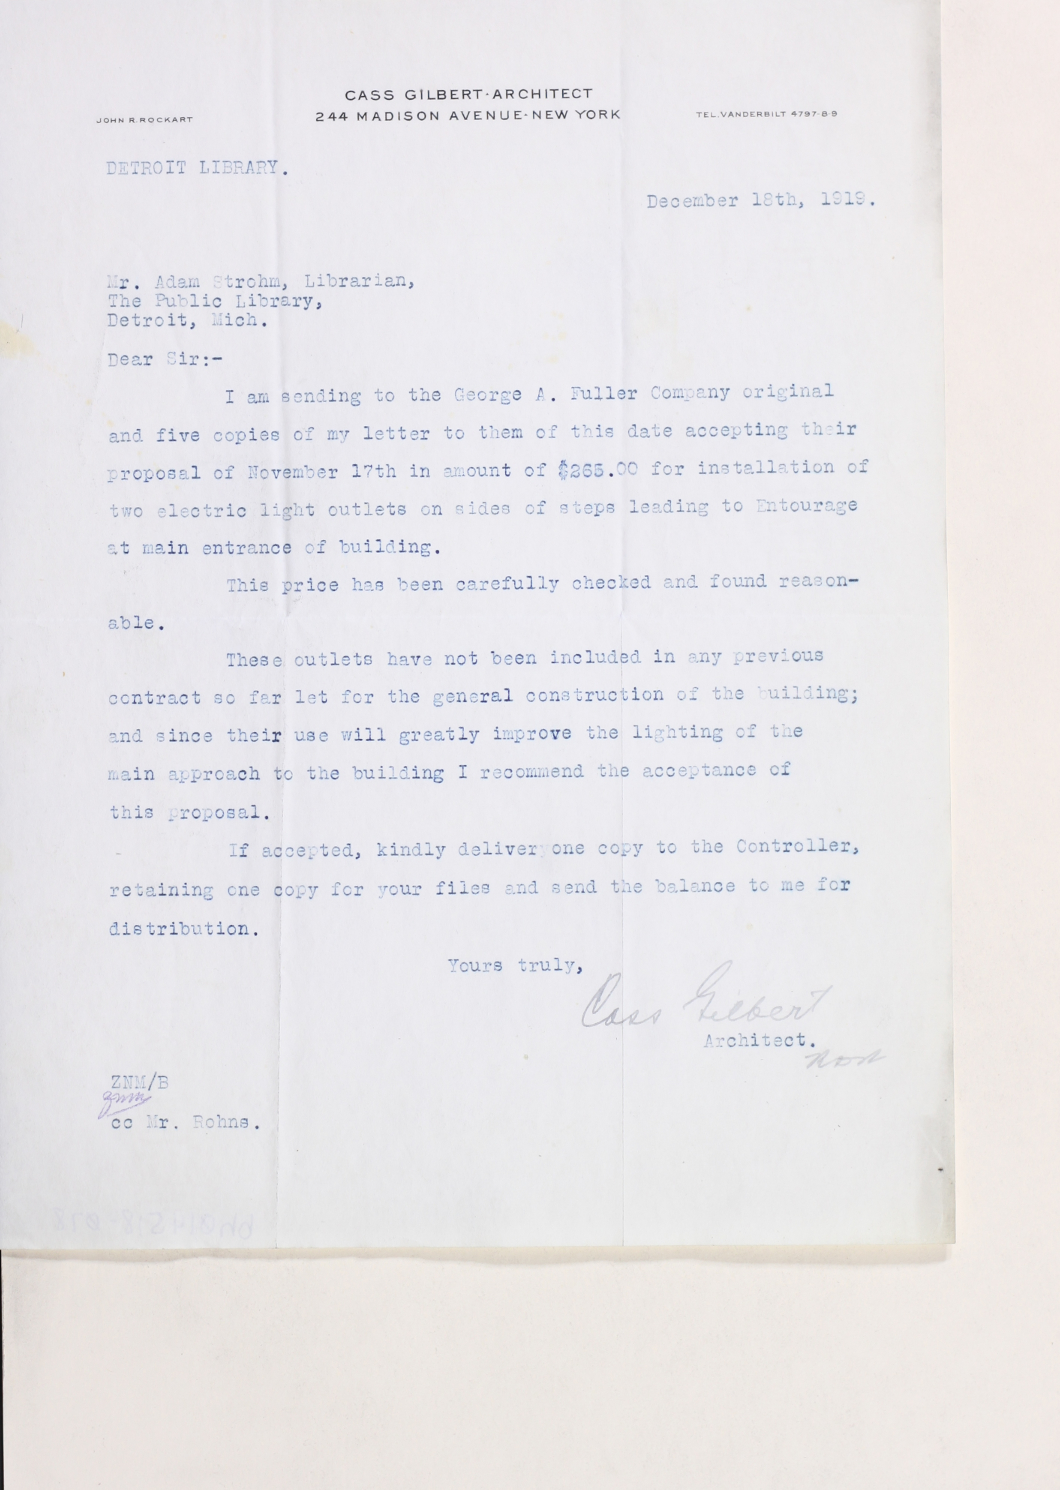 CASS GILBERT·ARCHITECT
244 MADISON AVENUE-NEW YORK
JOHN R. ROCKART
TEL. VANDERBILT 4797-8-9
DETROIT LIBRARY.
December 18th, 1919.
Mr. Adam Strohm, Librarian,
The Public Library,
Detroit, Mich.
Dear Sir:-
I am sending to the George A. Fuller Company original
and five copies of my letter to them of this date accepting their
proposal of November 17th in amount of $265.00 for installation of
two electric light outlets on sides of steps leading to Entourage
at main entrance of building.
This price has been carefully checked and found reason-
able.
These outlets have not been included in any previous
contract so far let for the general construction of the building;
and since their use will greatly improve the lighting of the
main approach to the building I recommend the acceptance of
this proposal.
If accepted, kindly deliver one copy to the Controller,
retaining one copy for your files and send the balance to me for
distribution.
Yours truly,
Cass Gilbert
Architect.
ZNM/B
znm
cc Mr. Rohns.